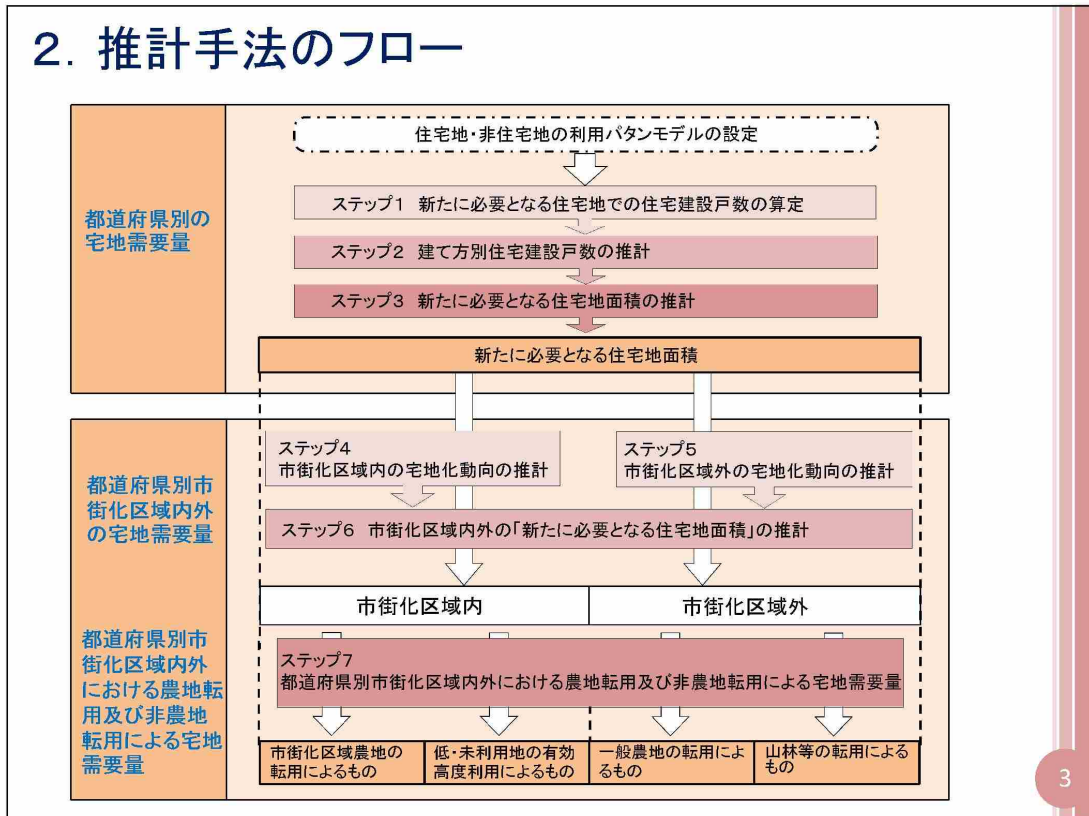 ２．推計手法のフロー
都道府県別の
宅地需要量
住宅地・非住宅地の利用パタンモデルの設定
ステップ１　新たに必要となる住宅地での住宅建設戸数の算定
ステップ２　建て方別住宅建設戸数の推計
ステップ３　新たに必要となる住宅地面積の推計
新たに必要となる住宅地面積
都道府県別市
街化区域内外
の宅地需要量
ステップ４
市街化区域内の宅地化動向の推計
ステップ５
市街化区域外の宅地化動向の推計
ステップ６　市街化区域内外の「新たに必要となる住宅地面積」の推計
市街化区域内
市街化区域外
都道府県別市
街化区域内外
における農地転
用及び非農地
転用による宅地
需要量
ステップ７
都道府県別市街化区域内外における農地転用及び非農地転用による宅地需要量
市街化区域農地の
転用によるもの
低・未利用地の有効
高度利用によるもの
一般農地の転用によ
るもの
山林等の転用による
もの
3